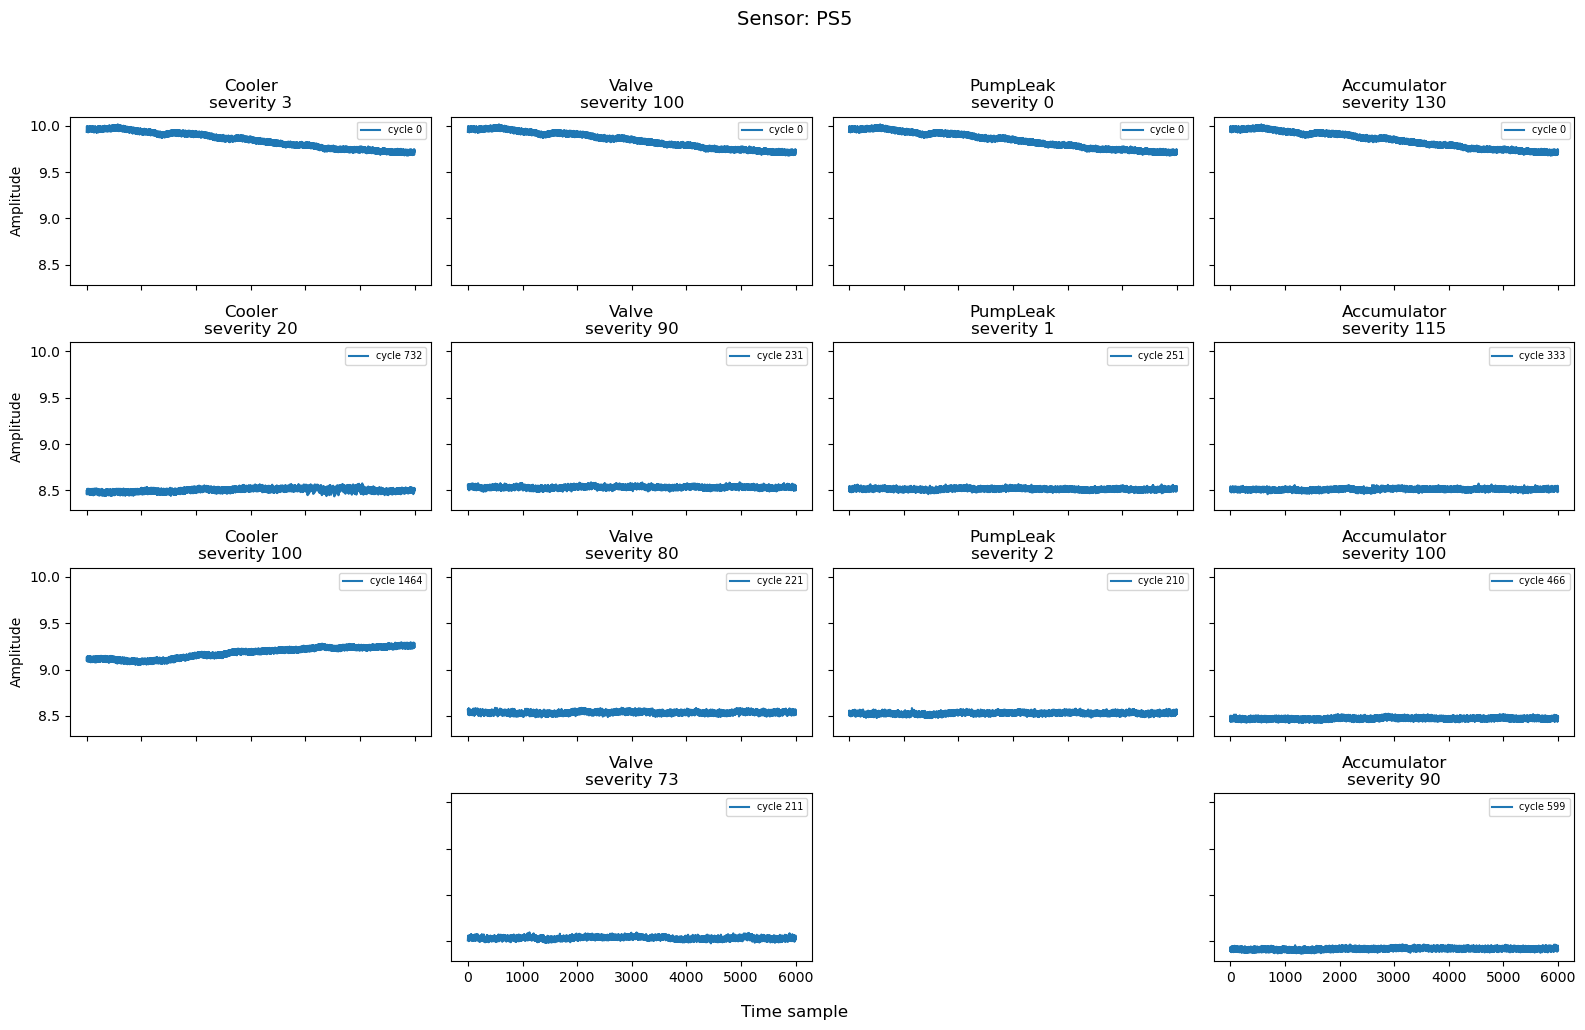 Sensor: PS5
Cooler
severity 3
Valve
severity 100
PumpLeak
severity 0
Accumulator
severity 130
Amplitude
10.0
9.5
9.0
8.5
cycle 0
cycle 0
cycle 0
cycle 0
Cooler
severity 20
Valve
severity 90
PumpLeak
severity 1
Accumulator
severity 115
Amplitude
10.0
9.5
9.0
8.5
cycle 732
cycle 231
cycle 251
cycle 333
Cooler
severity 100
Valve
severity 80
PumpLeak
severity 2
Accumulator
severity 100
Amplitude
10.0
9.5
9.0
8.5
cycle 1464
cycle 221
cycle 210
cycle 466
Valve
severity 73
Accumulator
severity 90
cycle 211
cycle 599
0 1000 2000 3000 4000 5000 6000
0 1000 2000 3000 4000 5000 6000
Time sample